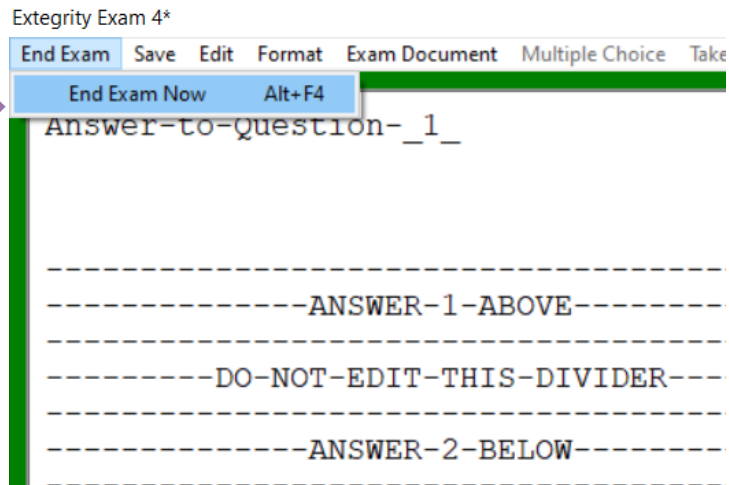 Extegrity Exam 4*
End Exam Save Edit Format Exam Document Multiple Choice Take
End Exam Now Alt+F4
Answer-to-Question-_1_
----------------------------------------
---------------ANSWER-1-ABOVE---------
----------------------------------------
----------DO-NOT-EDIT-THIS-DIVIDER----
----------------------------------------
---------------ANSWER-2-BELOW---------
----------------------------------------